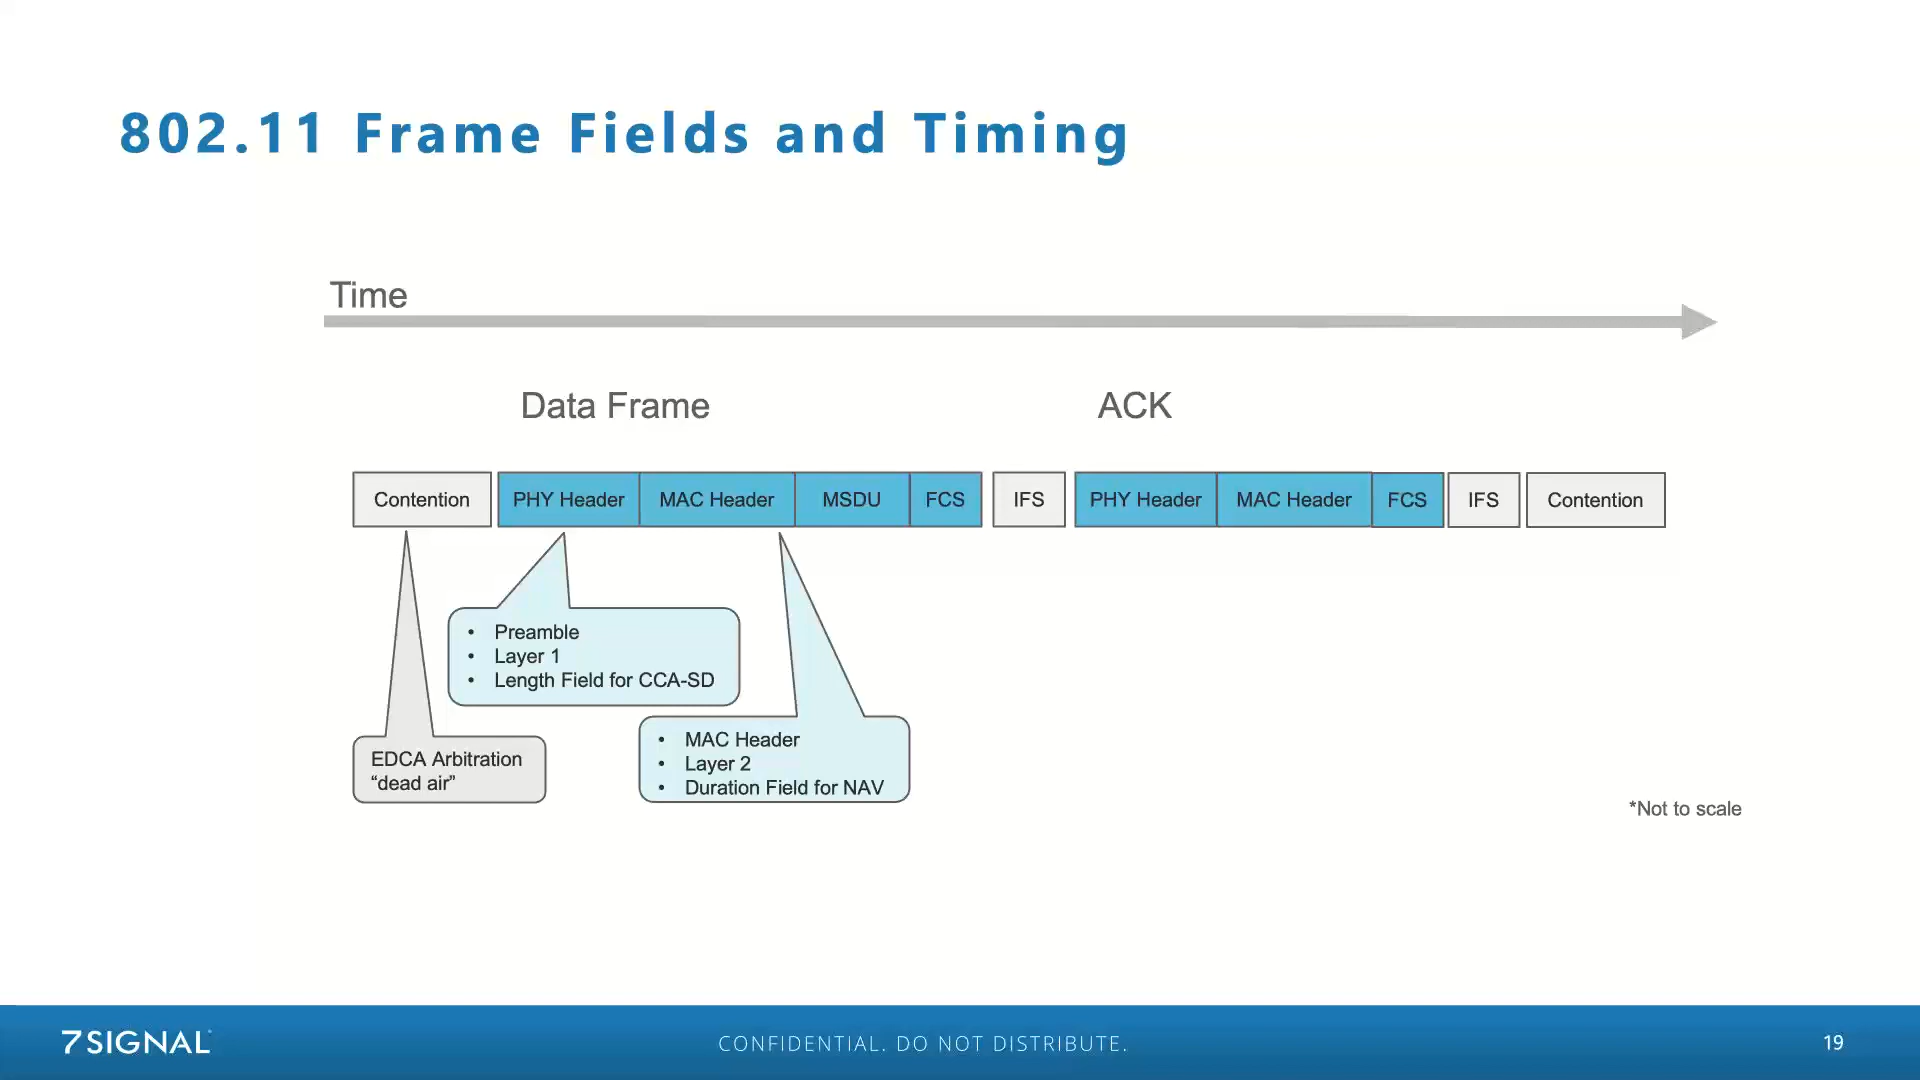 802.11 Frame Fields and Timing
Time
Data Frame
ACK
Contention
PHY Header
MAC Header
MSDU
FCS
IFS
PHY Header
MAC Header
FCS
IFS
Contention
• Preamble
• Layer 1
• Length Field for CCA-SD
• MAC Header
• Layer 2
• Duration Field for NAV
EDCA Arbitration
“dead air”
*Not to scale
7SIGNAL
CONFIDENTIAL. DO NOT DISTRIBUTE.
19